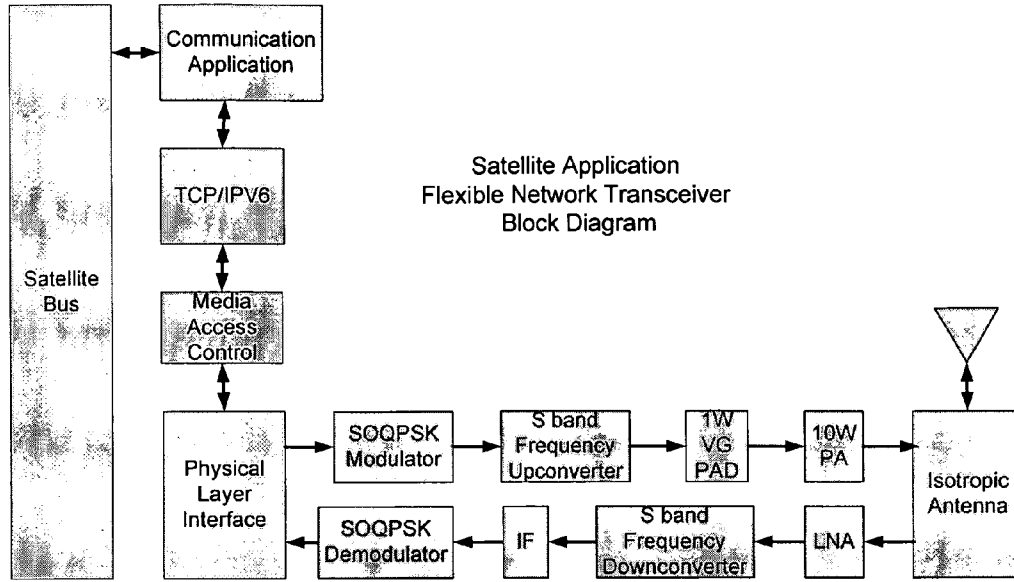 Communication
Application
Satellite Application
Flexible Network Transceiver
Block Diagram
TCP/IPV6
Satellite
Bus
Media
Access
Control
Physical
Layer
Interface
SOQPSK
Modulator
S band
Frequency
Upconverter
1W
VG
PAD
10W
PA
Isotropic
Antenna
SOQPSK
Demodulator
IF
S band
Frequency
Downconverter
LNA